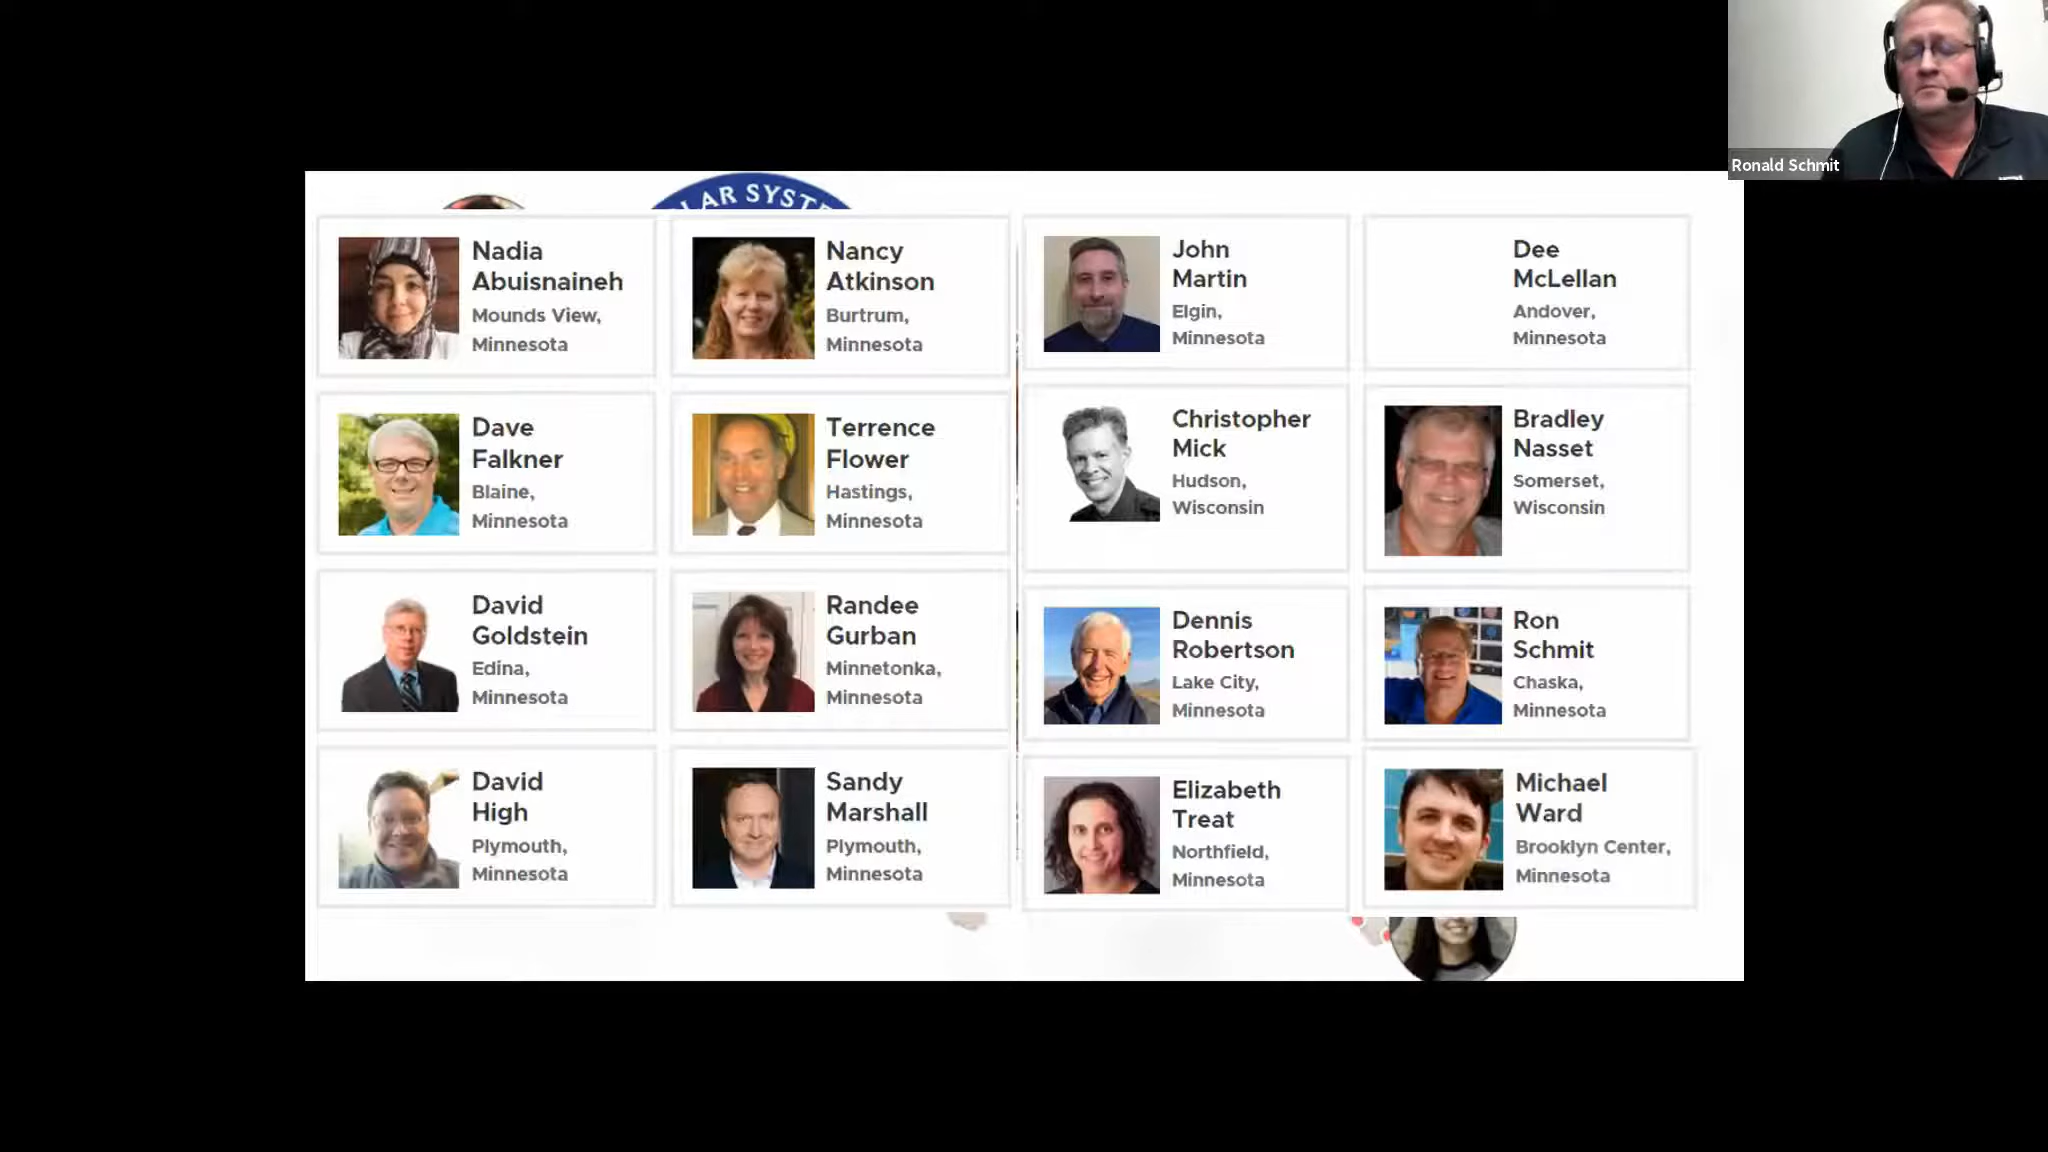 Ronald Schmit
LAR SYST
Nadia
Abuisnaineh
Mounds View,
Minnesota
Nancy
Atkinson
Burtrum,
Minnesota
John
Martin
Elgin,
Minnesota
Dee
McLellan
Andover,
Minnesota
Dave
Falkner
Blaine,
Minnesota
Terrence
Flower
Hastings,
Minnesota
Christopher
Mick
Hudson,
Wisconsin
Bradley
Nasset
Somerset,
Wisconsin
David
Goldstein
Edina,
Minnesota
Randee
Gurban
Minnetonka,
Minnesota
Dennis
Robertson
Lake City,
Minnesota
Ron
Schmit
Chaska,
Minnesota
David
High
Plymouth,
Minnesota
Sandy
Marshall
Plymouth,
Minnesota
Elizabeth
Treat
Northfield,
Minnesota
Michael
Ward
Brooklyn Center,
Minnesota